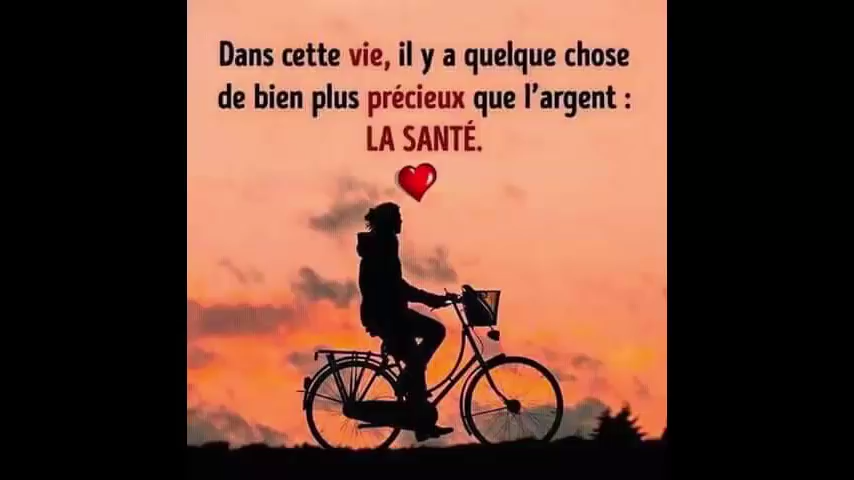 Dans cette vie, il y a quelque chose
de bien plus précieux que l'argent :
LA SANTÉ.